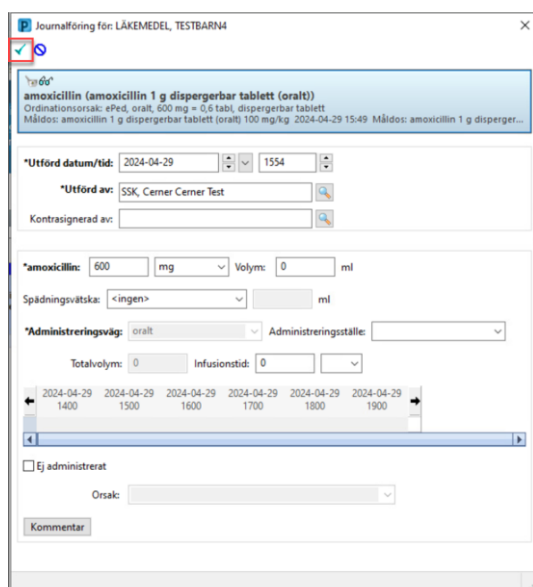 Journalföring för: LÄKEMEDEL, TESTBARN4
amoxicillin (amoxicillin 1 g dispergerbar tablett (oralt))
Ordinationsorsak: ePed, oralt, 600 mg = 0,6 tabl, dispergerbar tablett
Måldos: amoxicillin 1 g dispergerbar tablett (oralt) 100 mg/kg 2024-04-29 15:49 Måldos: amoxicillin 1 g disperger...
*Utförd datum/tid: 2024-04-29 1554
*Utförd av: SSK, Cerner Cerner Test
Kontrasignerad av:
*amoxicillin: 600 mg Volym: 0 ml
Spädningsvätska: <ingen> ml
*Administreringsväg: oralt Administreringsställe:
Totalvolym: 0 Infusionstid: 0
2024-04-29 2024-04-29 2024-04-29 2024-04-29 2024-04-29 2024-04-29
1400 1500 1600 1700 1800 1900
Ej administrerat
Orsak:
Kommentar